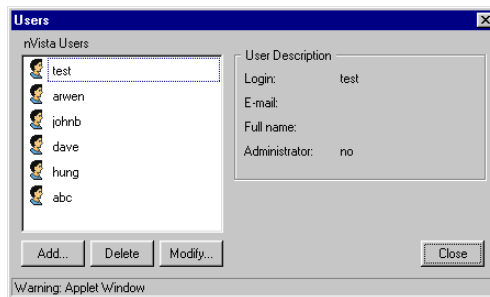 Users
nVista Users
test
arwen
johnb
dave
hung
abc
User Description
Login: test
E-mail:
Full name:
Administrator: no
Add... Delete Modify... Close
Warning: Applet Window